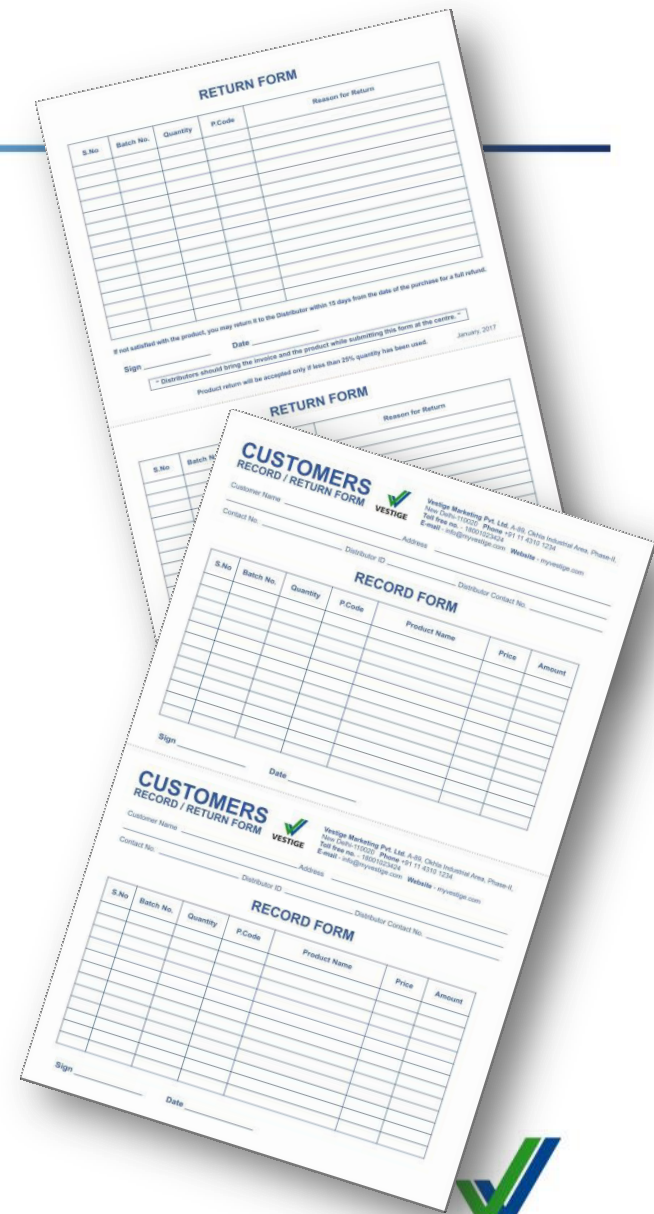 RETURN FORM
S.No Batch No. Quantity P.Code Reason for Return
If not satisfied with the product, you may return it to the Distributor within 15 days from the date of the purchase for a full refund.
Sign Date
" Distributors should bring the invoice and the product while submitting this form at the centre. "
Product return will be accepted only if less than 25% quantity has been used.
January, 2017
RETURN FORM
S.No Batch N Reason for Return
CUSTOMERS
RECORD / RETURN FORM
VESTIGE
Vestige Marketing Pvt. Ltd. A-89, Okhla Industrial Area, Phase-II,
New Delhi-110020 Phone +91 11 4310 1234
Toll free no. - 18001023424
E-mail - info@myvestige.com Website - myvestige.com
Customer Name Address
Contact No. Distributor ID Distributor Contact No.
RECORD FORM
S.No Batch No. Quantity P.Code Product Name Price Amount
Sign Date
CUSTOMERS
RECORD / RETURN FORM
VESTIGE
Vestige Marketing Pvt. Ltd. A-89, Okhla Industrial Area, Phase-II,
New Delhi-110020 Phone +91 11 4310 1234
Toll free no. - 18001023424
E-mail - info@myvestige.com Website - myvestige.com
Customer Name Address
Contact No. Distributor ID Distributor Contact No.
RECORD FORM
S.No Batch No. Quantity P.Code Product Name Price Amount
Sign Date